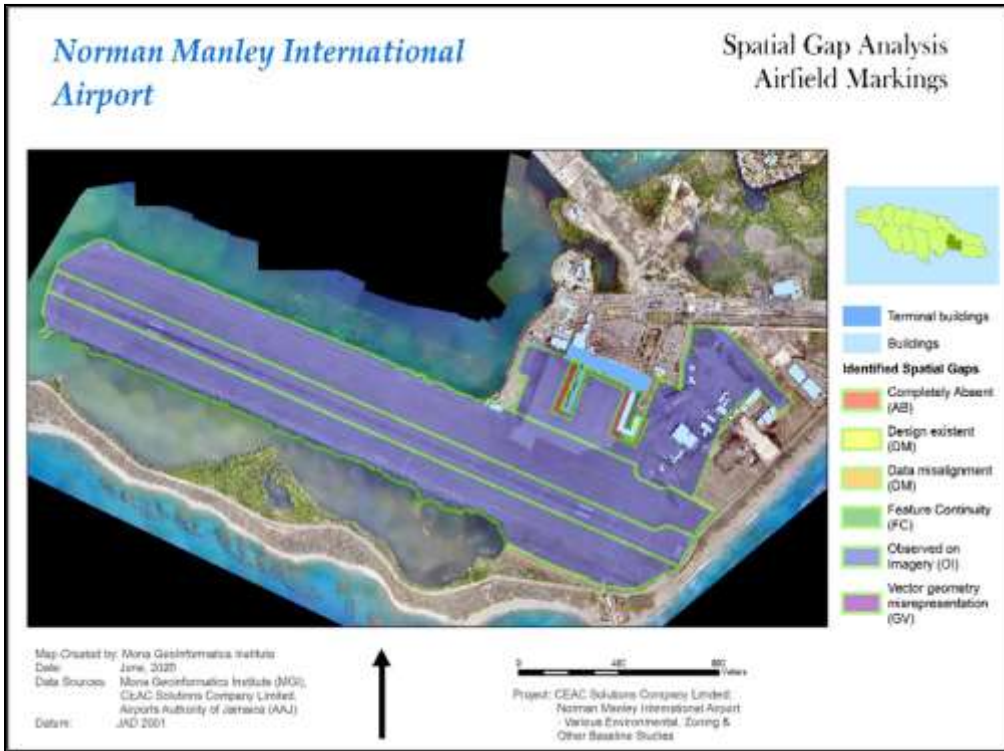 Norman Manley International
Airport
Spatial Gap Analysis
Airfield Markings
Terminal buildings
Buildings
Identified Spatial Gaps
Completely Absent
(AB)
Design existent
(DM)
Data misalignment
(DM)
Feature Continuity
(FC)
Observed on
Imagery (OI)
Vector geometry
misrepresentation
(GV)
Map Created by: Mona GeoInformatics Institute
Date: June, 2020
Data Sources: Mona Geoinformatics Institute (MGI),
CEAC Solutions Company Limited,
Airports Authority of Jamaica (AAJ)
Datum: JAD 2001
0 400 800
Meters
Project: CEAC Solutions Company Limited;
Norman Manley International Airport
- Various Environmental, Zoning &
Other Baseline Studies